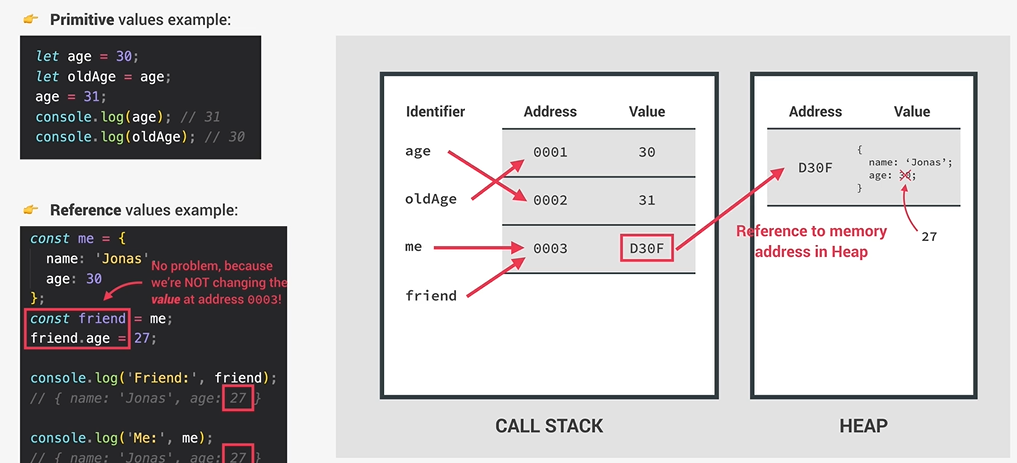 👉 Primitive values example:
let age = 30;
let oldAge = age;
age = 31;
console.log(age); // 31
console.log(oldAge); // 30
👉 Reference values example:
const me = {
name: 'Jonas'
age: 30
};
const friend = me;
friend.age = 27;
console.log('Friend:', friend);
// { name: 'Jonas', age: 27 }
console.log('Me:', me);
// { name: 'Jonas', age: 27 }
No problem, because
we're NOT changing the
value at address 0003!
Identifier Address Value
age 0001 30
oldAge 0002 31
me 0003 D30F
friend
CALL STACK
Address Value
D30F
{
name: ‘Jonas’;
age: 30;
}
27
Reference to memory
address in Heap
HEAP